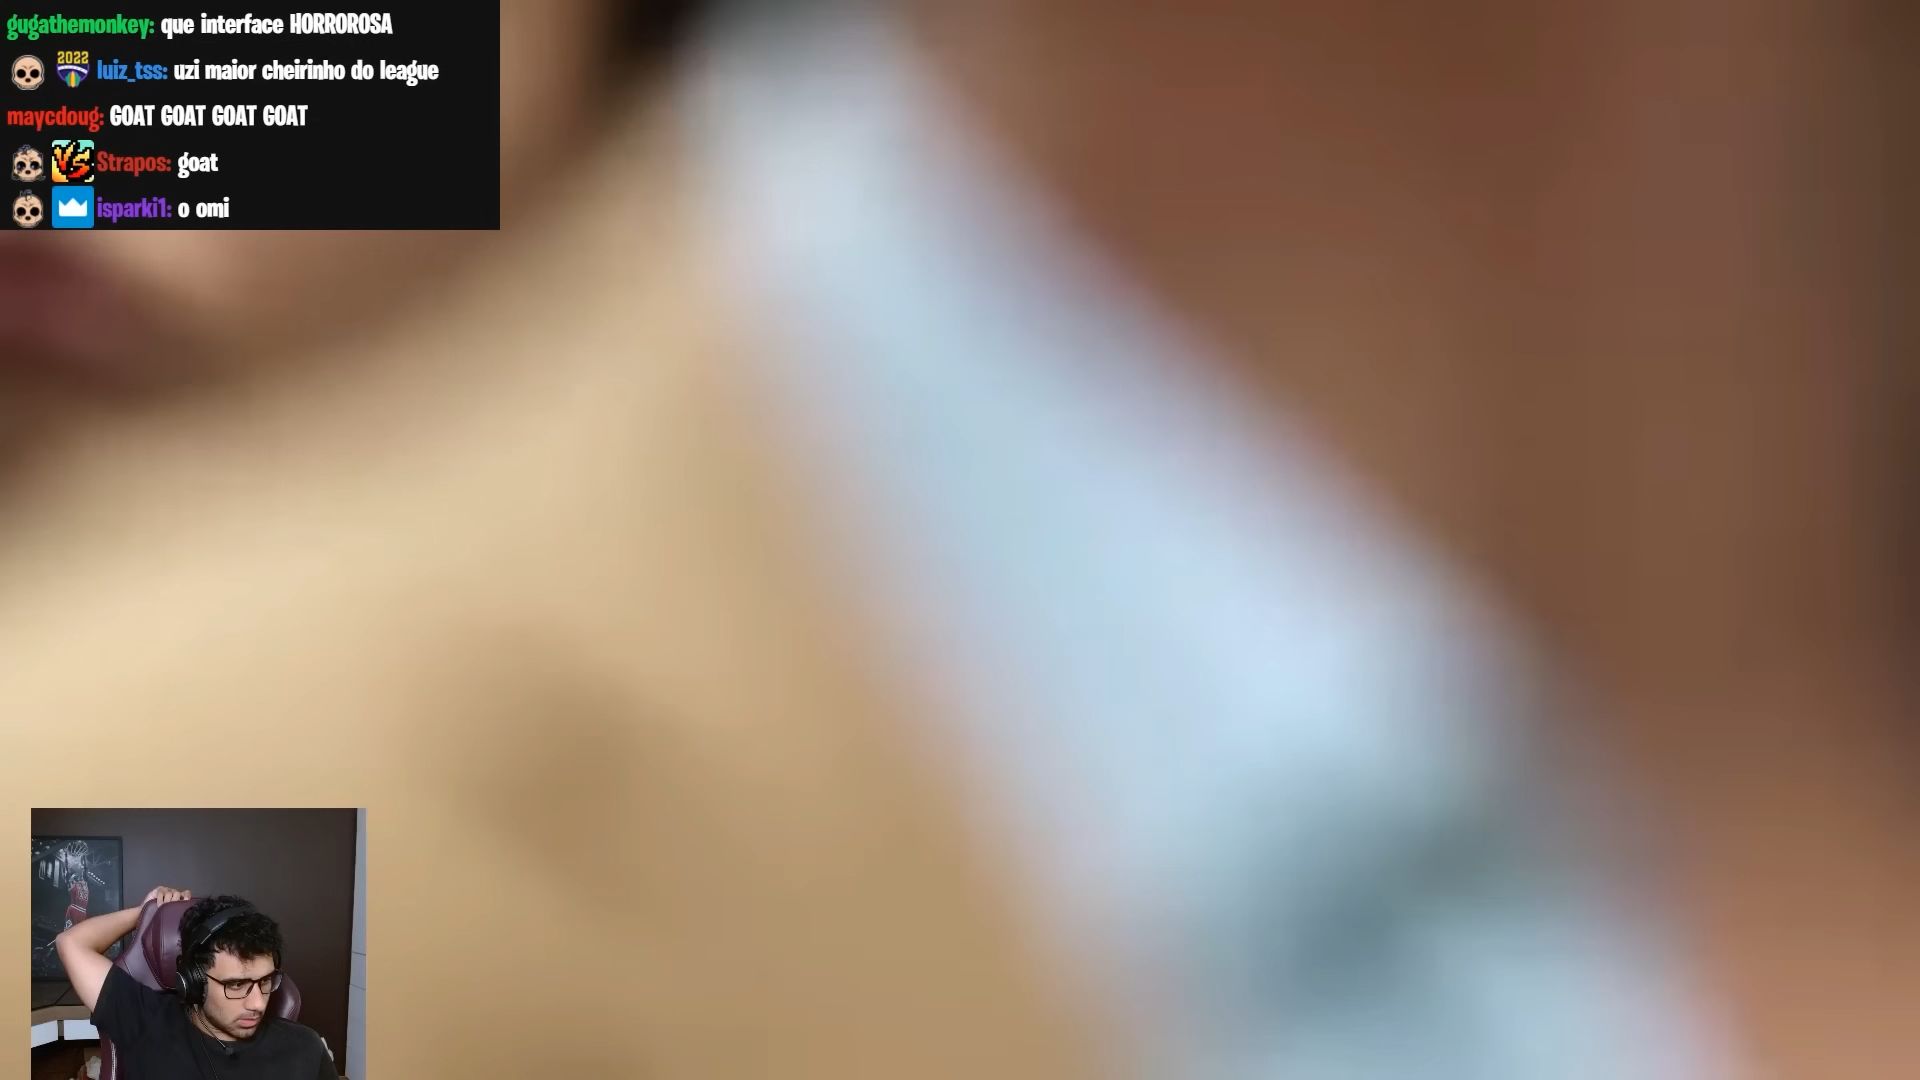 gugathemonkey: que interface HORROROSA
2022 luiz_tss: uzi maior cheirinho do league
maycdoug: GOAT GOAT GOAT GOAT
VS Strapos: goat
isparki1: o omi